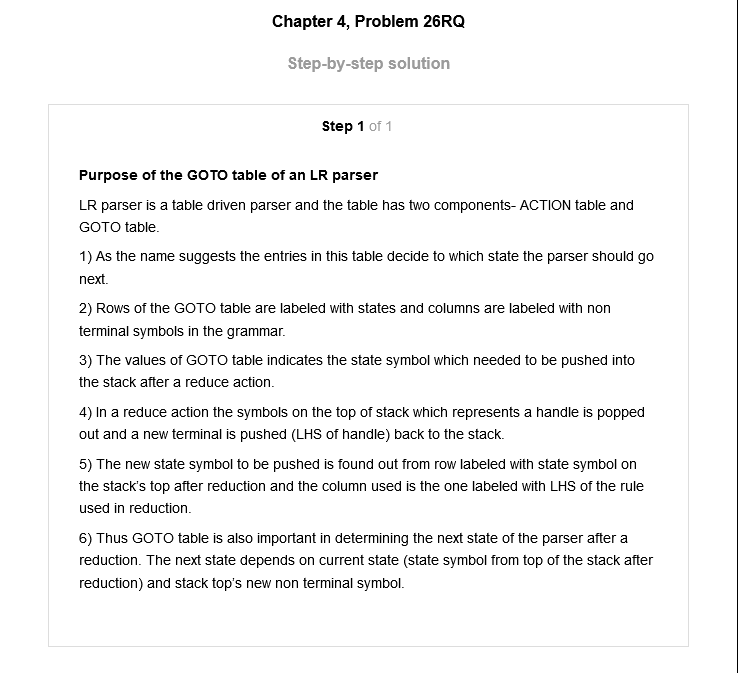 Chapter 4, Problem 26RQ
Step-by-step solution
Step 1 of 1
Purpose of the GOTO table of an LR parser
LR parser is a table driven parser and the table has two components- ACTION table and
GOTO table.
1) As the name suggests the entries in this table decide to which state the parser should go
next.
2) Rows of the GOTO table are labeled with states and columns are labeled with non
terminal symbols in the grammar.
3) The values of GOTO table indicates the state symbol which needed to be pushed into
the stack after a reduce action.
4) In a reduce action the symbols on the top of stack which represents a handle is popped
out and a new terminal is pushed (LHS of handle) back to the stack.
5) The new state symbol to be pushed is found out from row labeled with state symbol on
the stack's top after reduction and the column used is the one labeled with LHS of the rule
used in reduction.
6) Thus GOTO table is also important in determining the next state of the parser after a
reduction. The next state depends on current state (state symbol from top of the stack after
reduction) and stack top's new non terminal symbol.